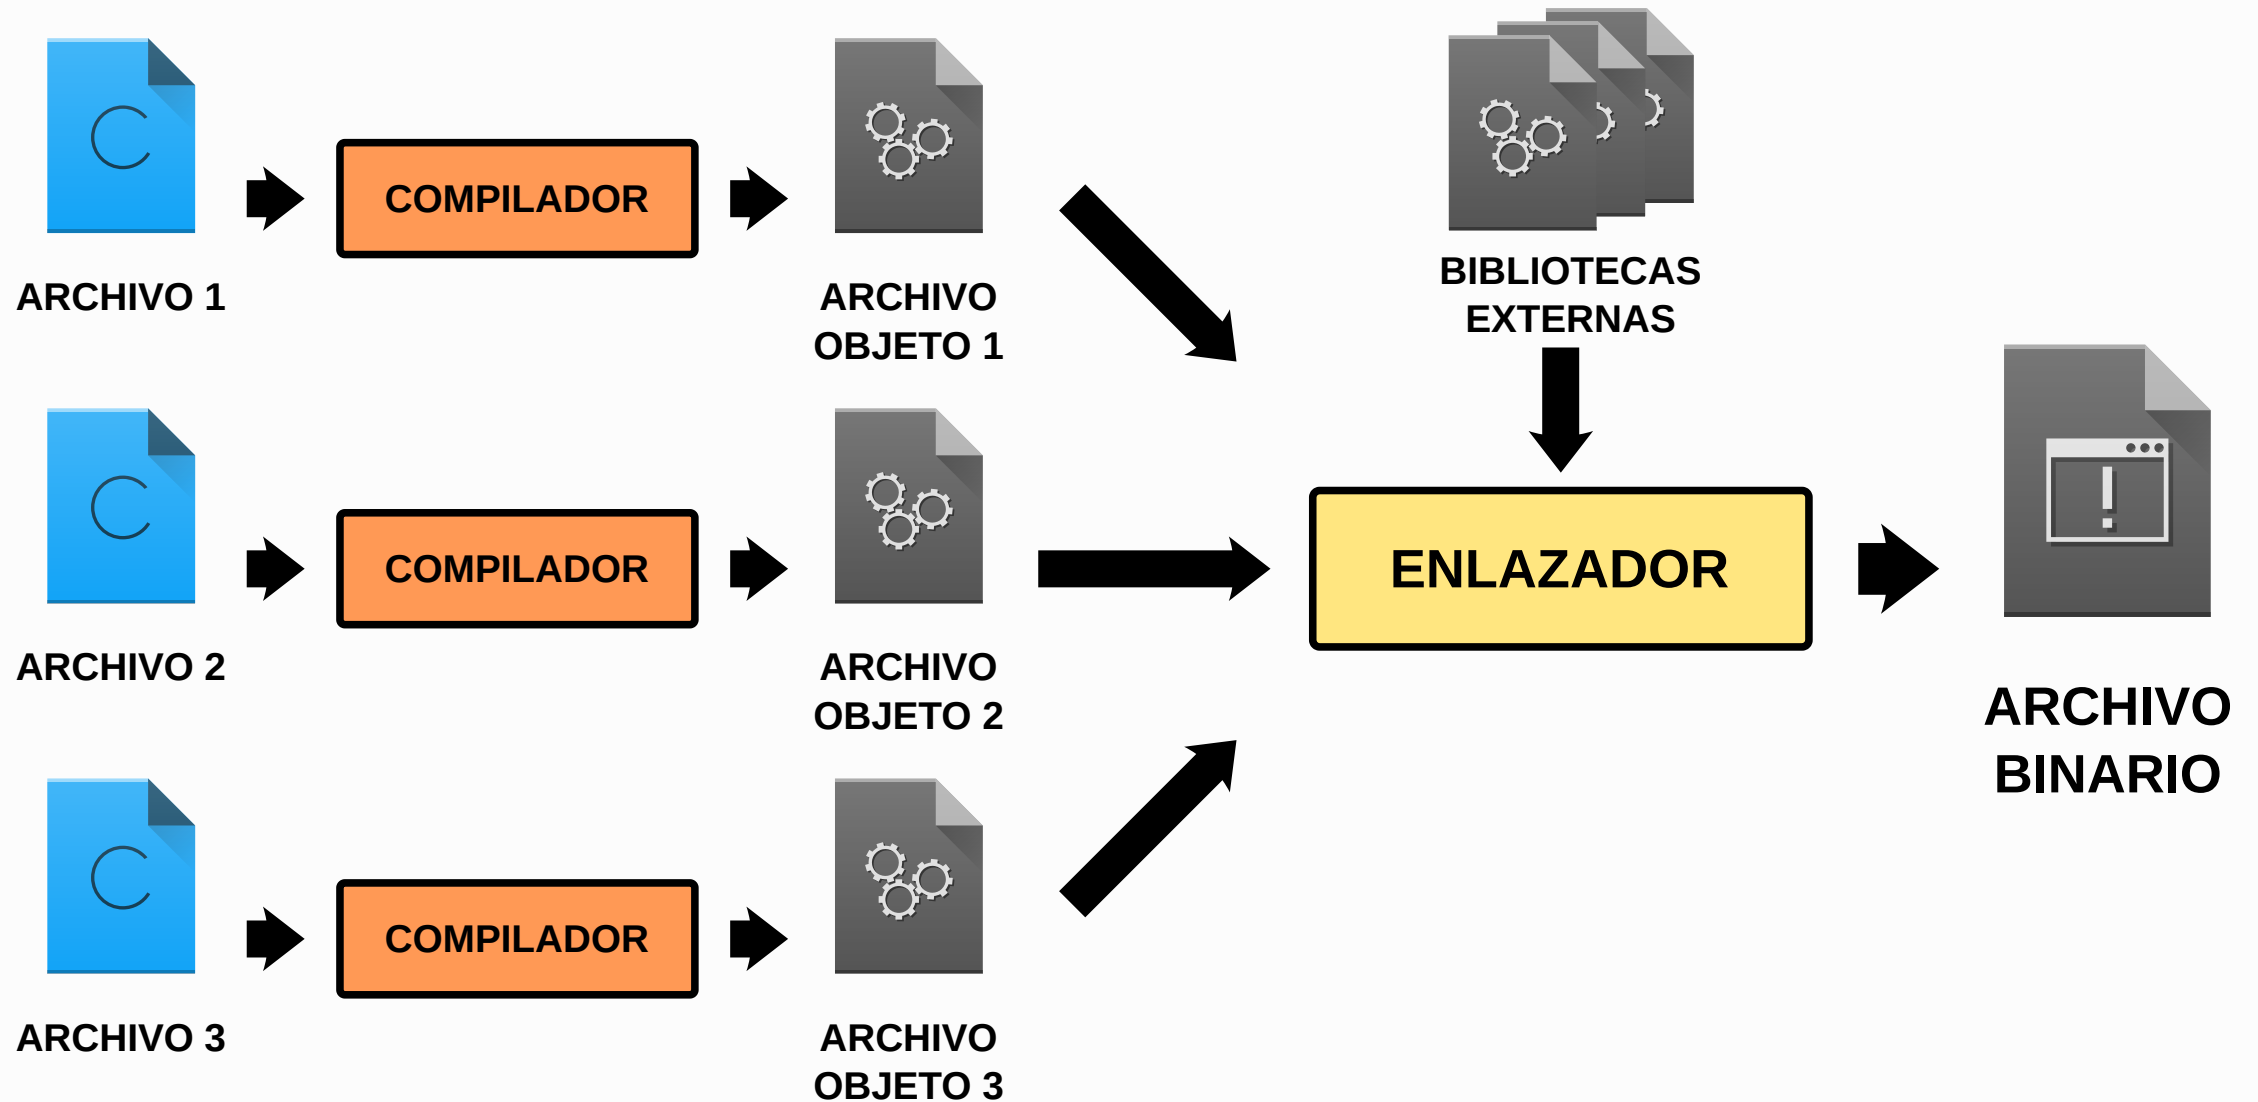 C
COMPILADOR
ARCHIVO 1
ARCHIVO
OBJETO 1
C
COMPILADOR
ARCHIVO 2
ARCHIVO
OBJETO 2
C
COMPILADOR
ARCHIVO 3
ARCHIVO
OBJETO 3
BIBLIOTECAS
EXTERNAS
ENLAZADOR
!
ARCHIVO
BINARIO